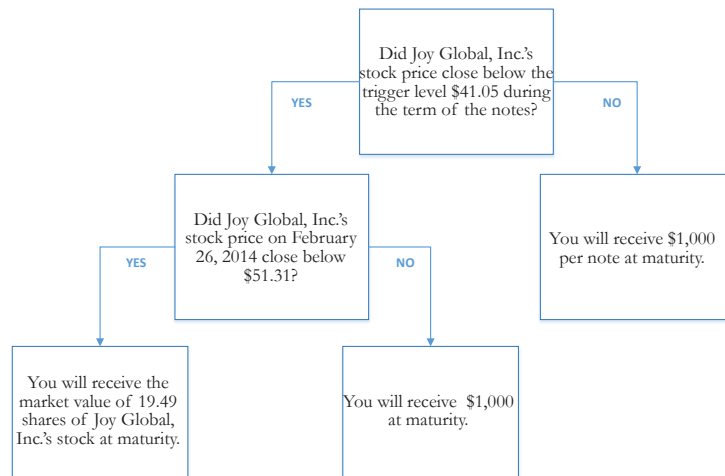 Did Joy Global, Inc.'s
stock price close below the
trigger level $41.05 during
the term of the notes?
YES
NO
Did Joy Global, Inc.'s
stock price on February
26, 2014 close below
$51.31?
You will receive $1,000
per note at maturity.
YES
NO
You will receive the
market value of 19.49
shares of Joy Global,
Inc.'s stock at maturity.
You will receive $1,000
at maturity.